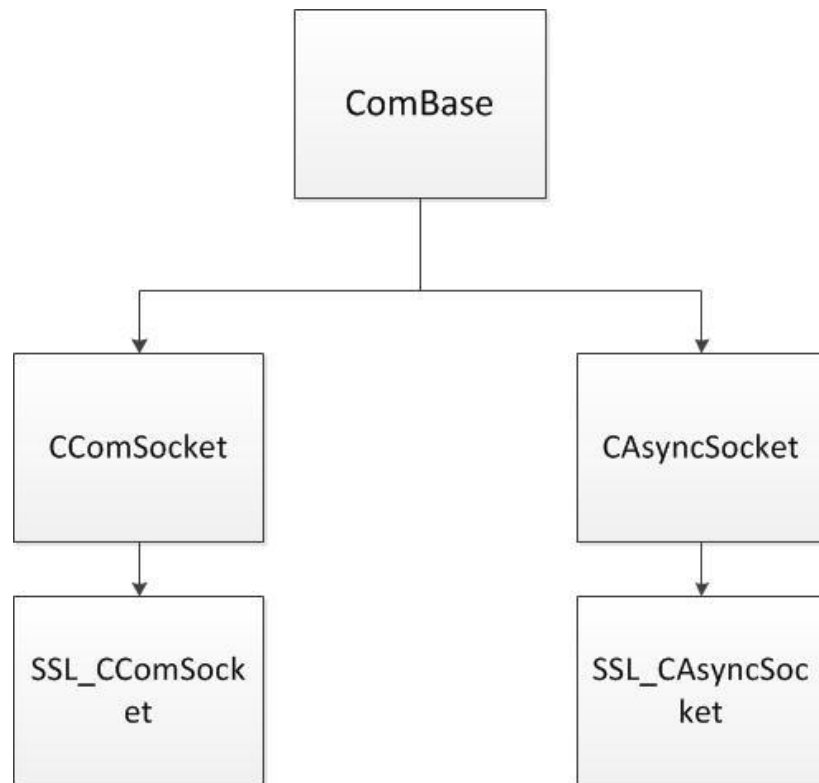 ComBase
CComSocket
CAsyncSocket
SSL_CComSock
et
SSL_CAsyncSoc
ket